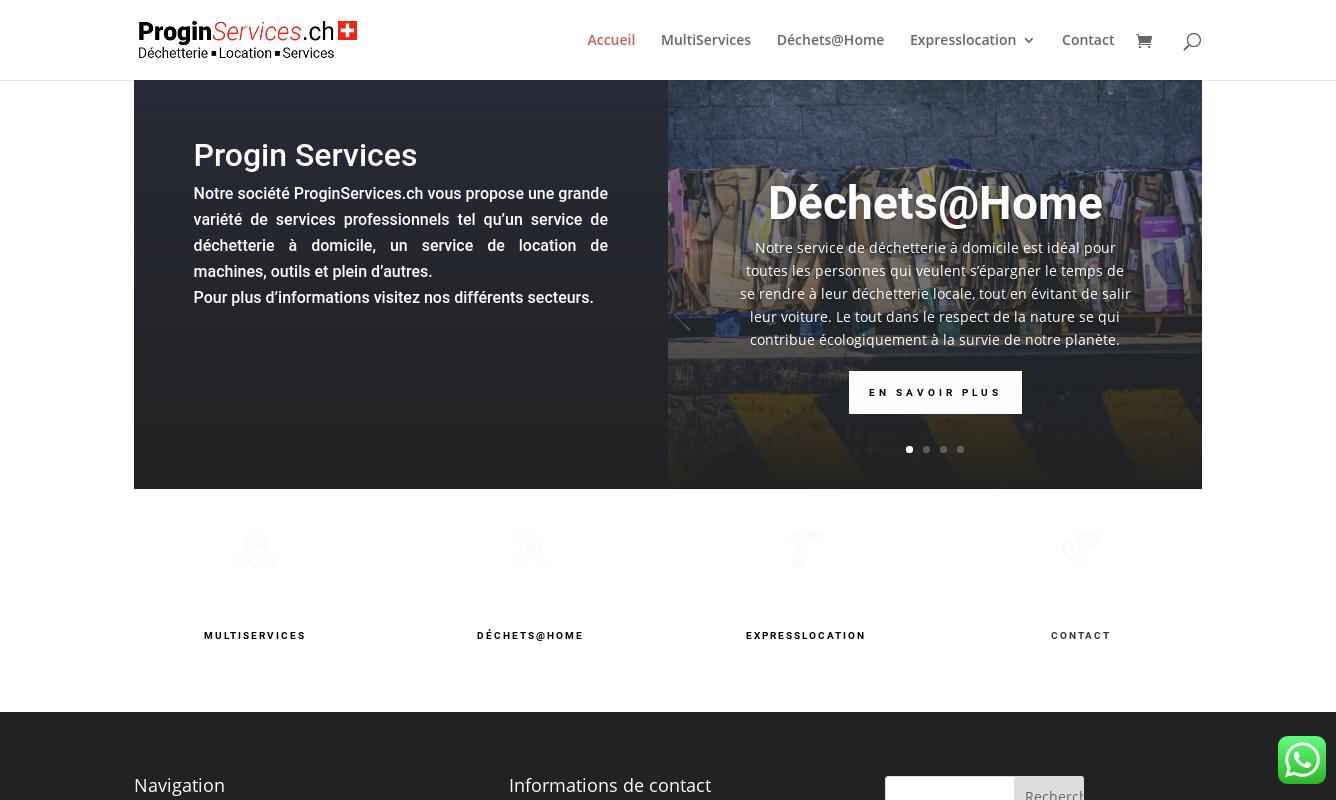 ProginServices.ch
Déchetterie ▪ Location ▪ Services
Accueil
MultiServices
Déchets@Home
Expresslocation
Contact
Progin Services
Notre société ProginServices.ch vous propose une grande
variété de services professionnels tel qu’un service de
déchetterie à domicile, un service de location de
machines, outils et plein d’autres.
Pour plus d’informations visitez nos différents secteurs.
Déchets@Home
Notre service de déchetterie à domicile est idéal pour
toutes les personnes qui veulent s’épargner le temps de
se rendre à leur déchetterie locale, tout en évitant de salir
leur voiture. Le tout dans le respect de la nature se qui
contribue écologiquement à la survie de notre planète.
EN SAVOIR PLUS
MULTISERVICES
DÉCHETS@HOME
EXPRESSLOCATION
CONTACT
Navigation
Informations de contact
Recherch